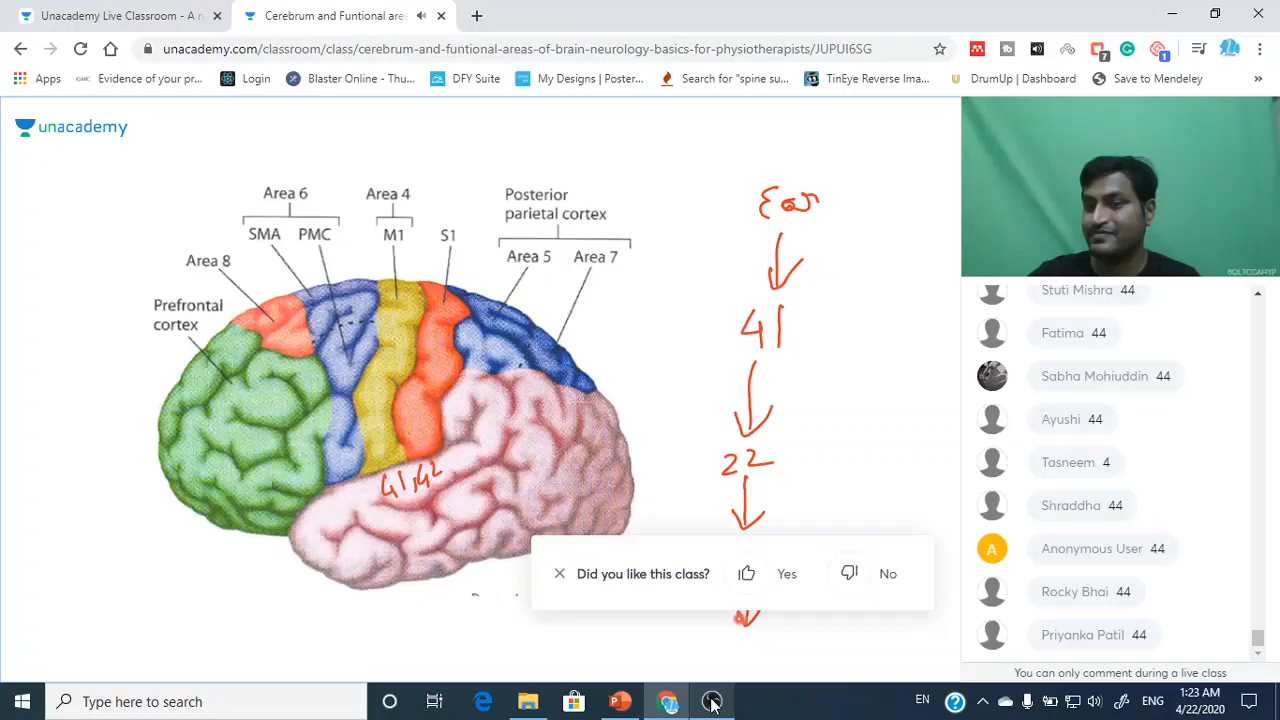 Unacademy Live Classroom - A n
Cerebrum and Funtional area
unacademy.com/classroom/class/cerebrum-and-funtional-areas-of-brain-neurology-basics-for-physiotherapists/JUPUI6SG
7
1
Apps
GMC Evidence of your pr...
Login
Blaster Online - Thu...
DFY Suite
My Designs | Poster...
Search for "spine su...
TinEye Reverse Ima...
DrumUp | Dashboard
Save to Mendeley
»
unacademy
Area 6
Area 4
Posterior
parietal cortex
SMA
PMC
M1
S1
Area 8
Area 5
Area 7
Prefrontal
cortex
41,42
Ear
41
22
Did you like this class?
Yes
No
Stuti Mishra 44
Fatima 44
Sabha Mohiuddin 44
Ayushi 44
Tasneem 4
Shraddha 44
A Anonymous User 44
Rocky Bhai 44
Priyanka Patil 44
You can only comment during a live class
Type here to search
EN
ENG
1:23 AM
4/22/2020